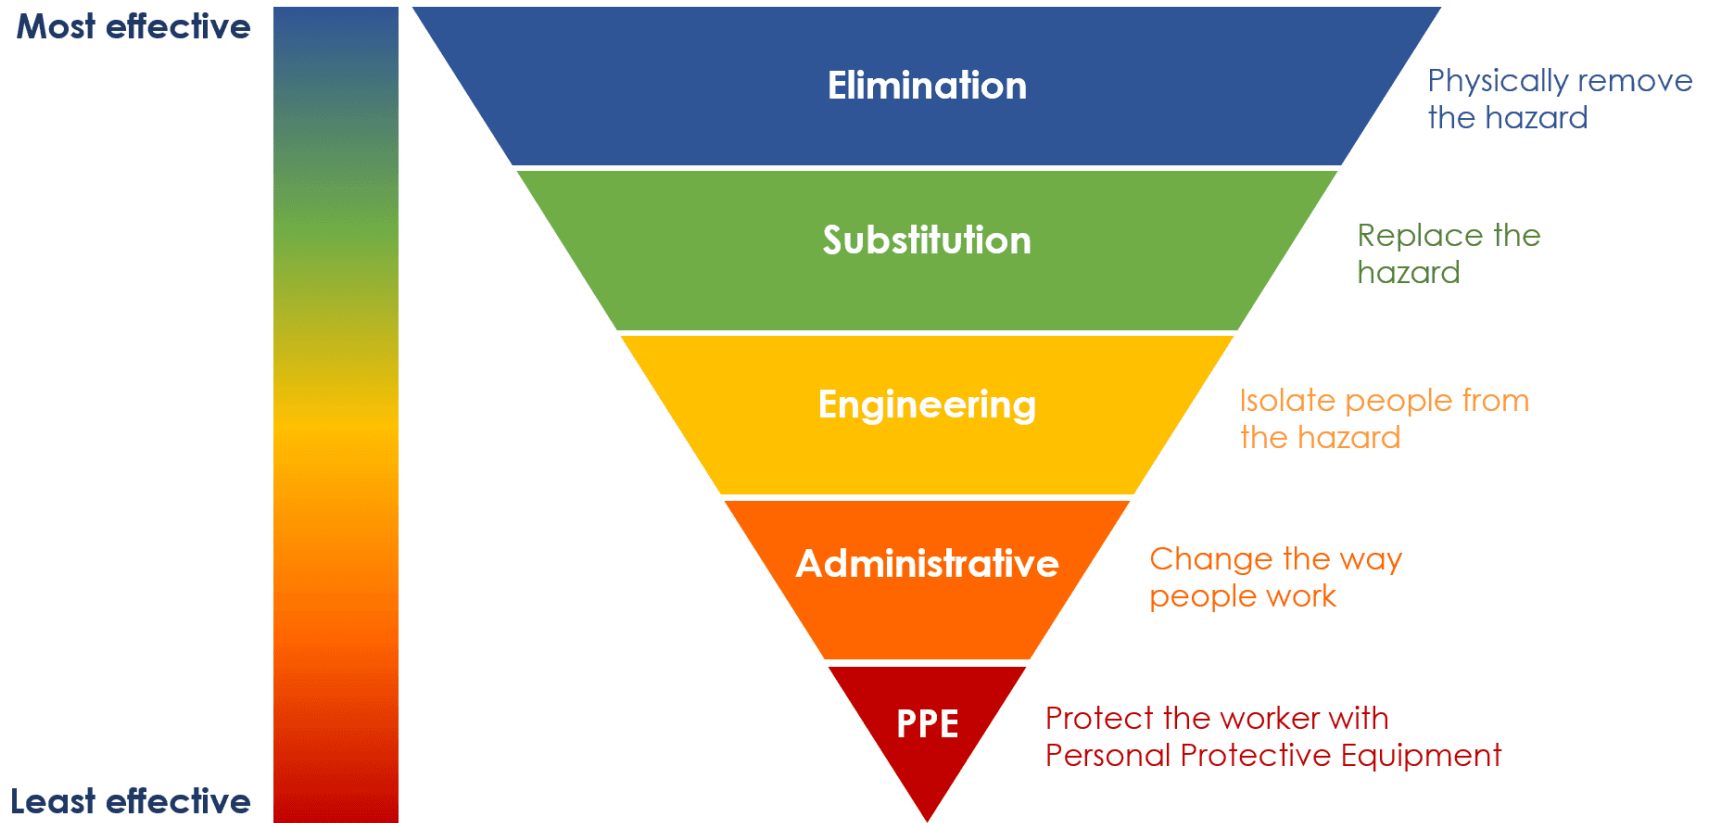 Most effective
Elimination
Physically remove
the hazard
Substitution
Replace the
hazard
Engineering
Isolate people from
the hazard
Administrative
Change the way
people work
PPE
Protect the worker with
Personal Protective Equipment
Least effective